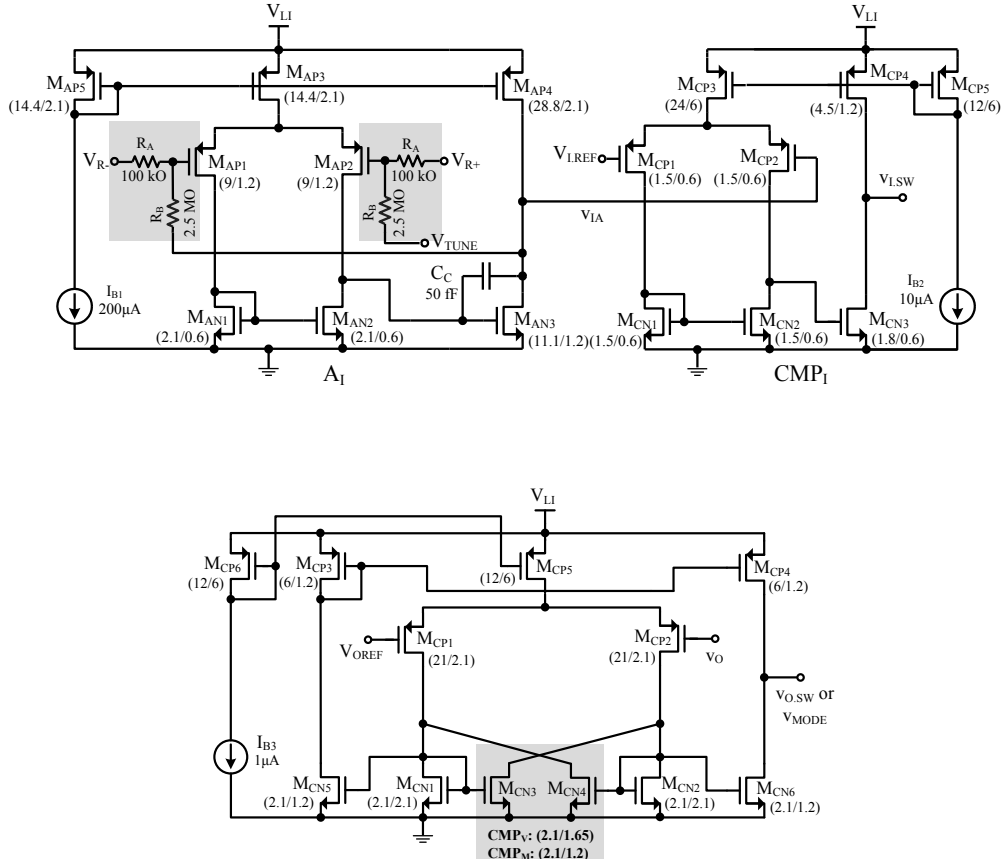 V_LI
M_AP5
(14.4/2.1)
M_AP3
(14.4/2.1)
M_AP4
(28.8/2.1)
V_R-
R_A
100 kO
M_AP1
(9/1.2)
R_B
2.5 MO
M_AP2
(9/1.2)
R_A
100 kO
V_R+
R_B
2.5 MO
V_TUNE
I_B1
200μA
C_C
50 fF
M_AN1
(2.1/0.6)
M_AN2
(2.1/0.6)
M_AN3
(11.1/1.2)
A_I
V_LI
M_CP3
(24/6)
M_CP4
(4.5/1.2)
M_CP5
(12/6)
V_I.REF
M_CP1
(1.5/0.6)
M_CP2
(1.5/0.6)
v_IA
v_I.SW
I_B2
10μA
M_CN1
(1.5/0.6)
M_CN2
(1.5/0.6)
M_CN3
(1.8/0.6)
CMP_I
V_LI
M_CP6
(12/6)
M_CP3
(6/1.2)
M_CP5
(12/6)
M_CP4
(6/1.2)
V_OREF
M_CP1
(21/2.1)
M_CP2
(21/2.1)
v_O
v_O.SW or
v_MODE
I_B3
1μA
M_CN5
(2.1/1.2)
M_CN1
(2.1/2.1)
M_CN3
M_CN4
M_CN2
(2.1/2.1)
M_CN6
(2.1/1.2)
CMP_V: (2.1/1.65)
CMP_M: (2.1/1.2)